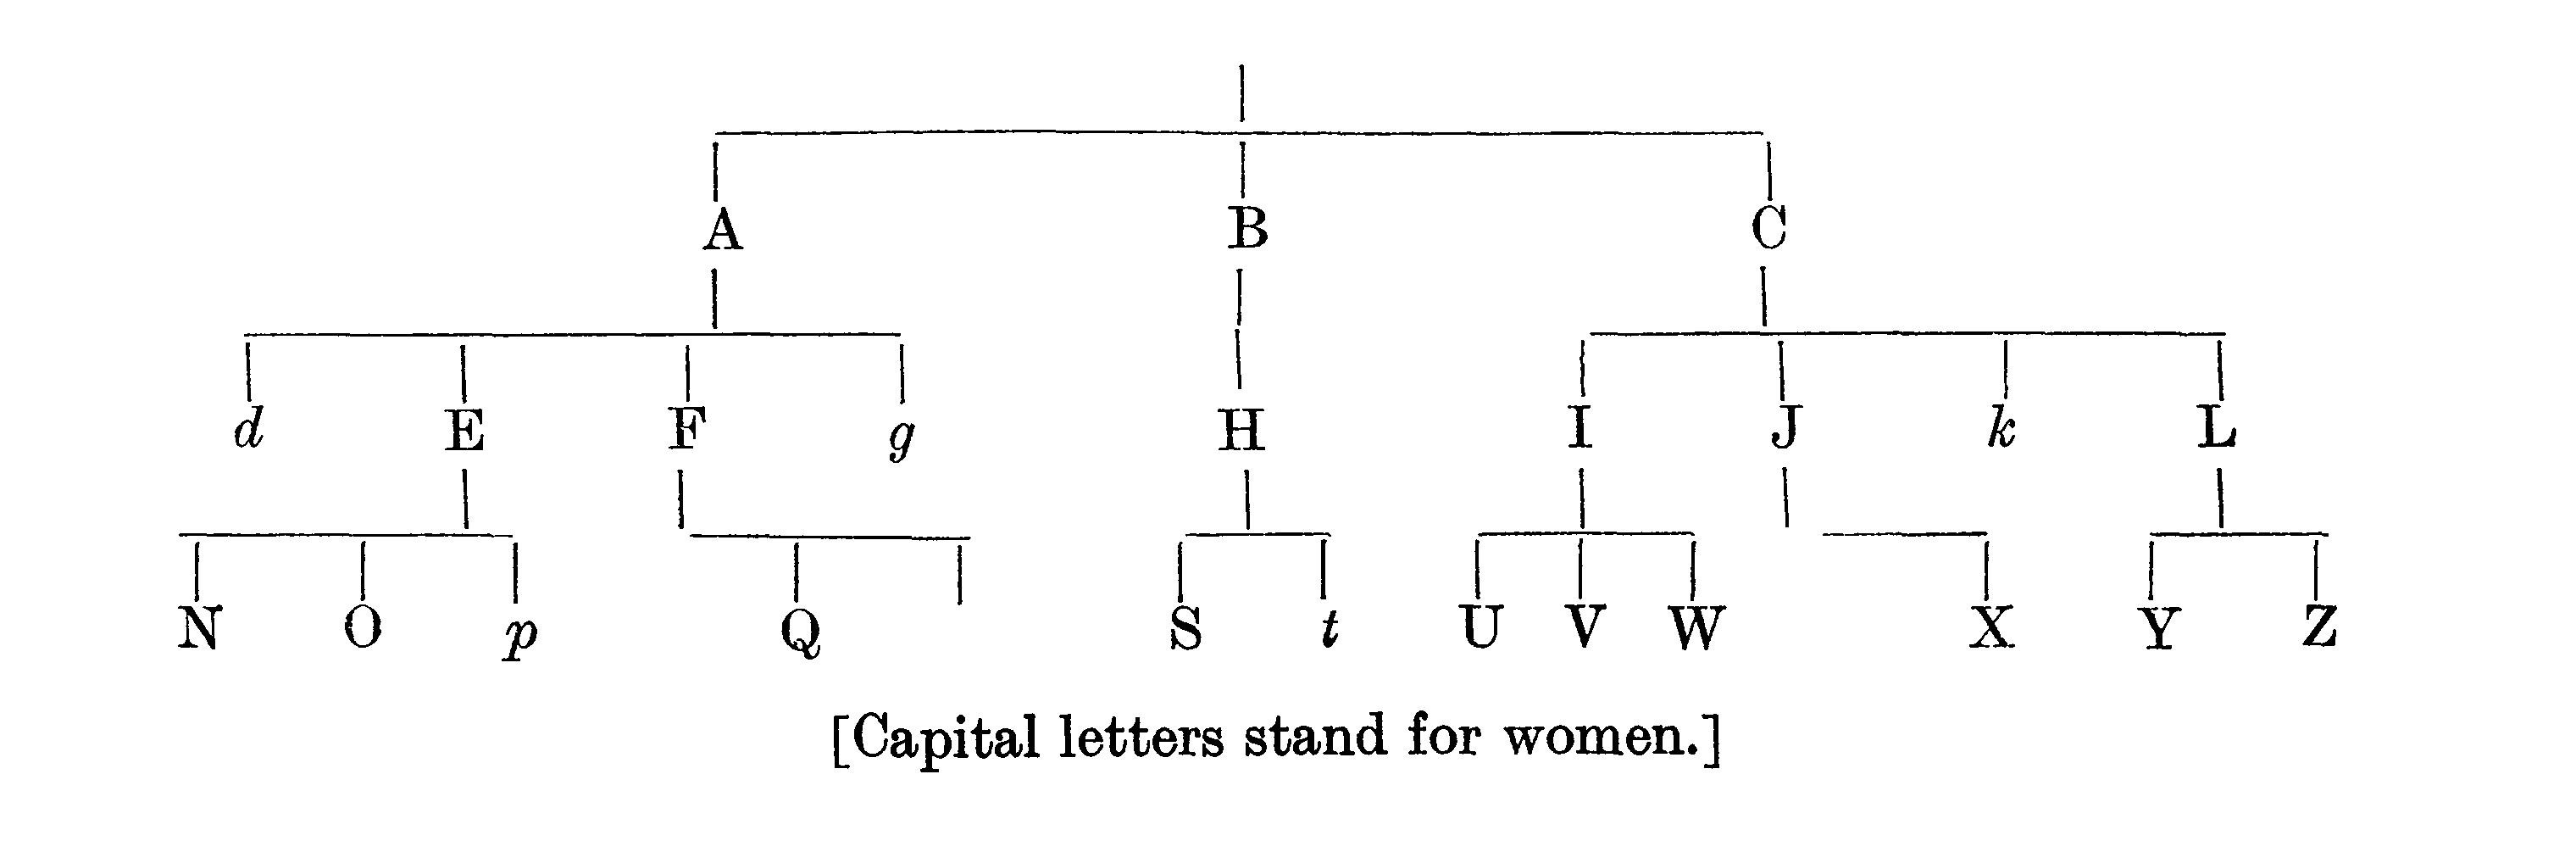 A B C
d E F g H I J k L
N O p Q S t U V W X Y Z
[Capital letters stand for women.]